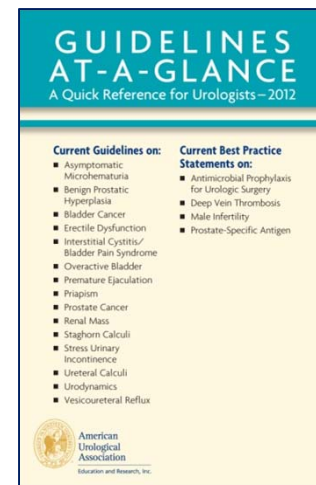 GUIDELINES
AT-A-GLANCE
A Quick Reference for Urologists – 2012
Current Guidelines on:
■ Asymptomatic
Microhematuria
■ Benign Prostatic
Hyperplasia
■ Bladder Cancer
■ Erectile Dysfunction
■ Interstitial Cystitis/
Bladder Pain Syndrome
■ Overactive Bladder
■ Premature Ejaculation
■ Priapism
■ Prostate Cancer
■ Renal Mass
■ Staghorn Calculi
■ Stress Urinary
Incontinence
■ Ureteral Calculi
■ Urodynamics
■ Vesicoureteral Reflux
Current Best Practice
Statements on:
■ Antimicrobial Prophylaxis
for Urologic Surgery
■ Deep Vein Thrombosis
■ Male Infertility
■ Prostate-Specific Antigen
American
Urological
Association
Education and Research, Inc.